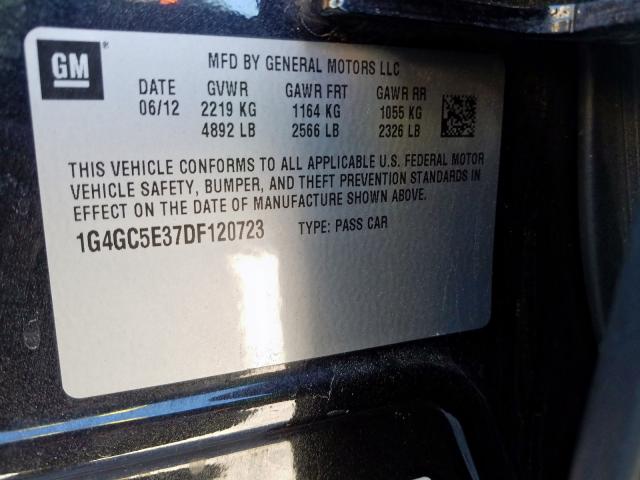 GM
MFD BY GENERAL MOTORS LLC
DATE GVWR GAWR FRT GAWR RR
06/12 2219 KG 1164 KG 1055 KG
4892 LB 2566 LB 2326 LB
THIS VEHICLE CONFORMS TO ALL APPLICABLE U.S. FEDERAL MOTOR
VEHICLE SAFETY, BUMPER, AND THEFT PREVENTION STANDARDS IN
EFFECT ON THE DATE OF MANUFACTURE SHOWN ABOVE.
1G4GC5E37DF120723 TYPE: PASS CAR